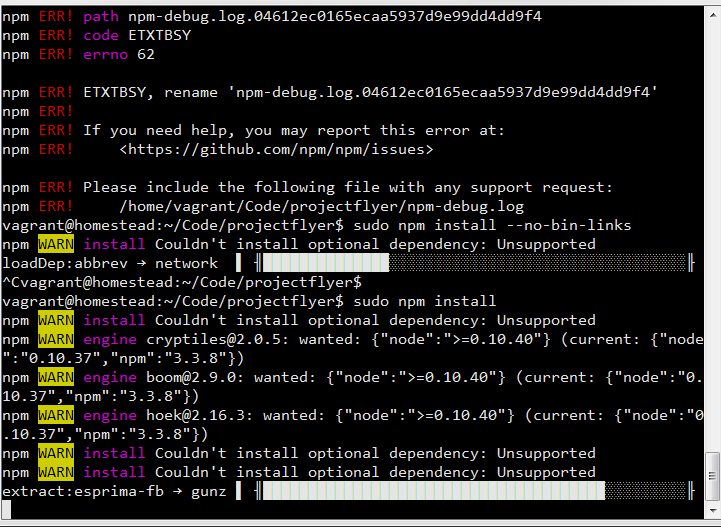 npm ERR! path npm-debug.log.04612ec0165ecaa5937d9e99dd4dd9f4
npm ERR! code ETXTBSY
npm ERR! errno 62
npm ERR! ETXTBSY, rename 'npm-debug.log.04612ec0165ecaa5937d9e99dd4dd9f4'
npm ERR!
npm ERR! If you need help, you may report this error at:
npm ERR!     <https://github.com/npm/npm/issues>
npm ERR! Please include the following file with any support request:
npm ERR!     /home/vagrant/Code/projectflyer/npm-debug.log
vagrant@homestead:~/Code/projectflyer$ sudo npm install --no-bin-links
npm WARN install Couldn't install optional dependency: Unsupported
loadDep:abbrev → network
^Cvagrant@homestead:~/Code/projectflyer$
vagrant@homestead:~/Code/projectflyer$ sudo npm install
npm WARN install Couldn't install optional dependency: Unsupported
npm WARN engine cryptiles@2.0.5: wanted: {"node":">=0.10.40"} (current: {"node
":"0.10.37","npm":"3.3.8"})
npm WARN engine boom@2.9.0: wanted: {"node":">=0.10.40"} (current: {"node":"0.
10.37","npm":"3.3.8"})
npm WARN engine hoek@2.16.3: wanted: {"node":">=0.10.40"} (current: {"node":"0
.10.37","npm":"3.3.8"})
npm WARN install Couldn't install optional dependency: Unsupported
npm WARN install Couldn't install optional dependency: Unsupported
extract:esprima-fb → gunz